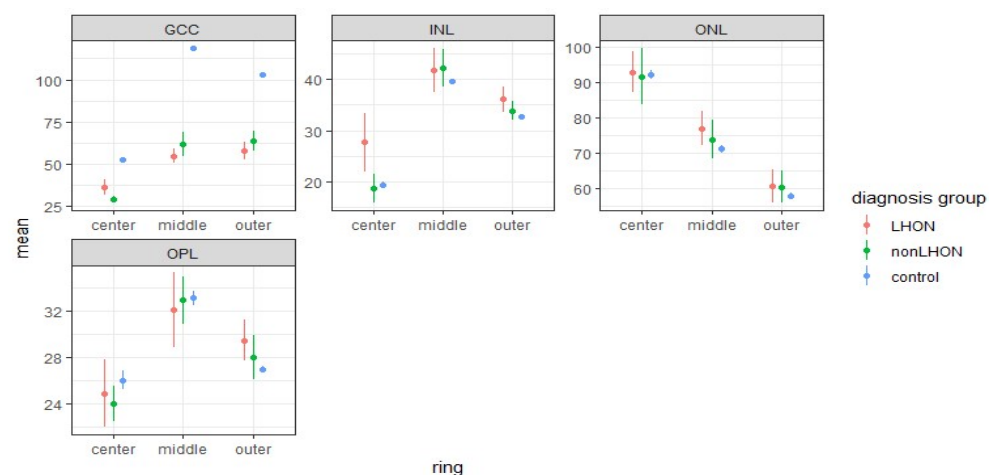 GCC
INL
ONL
100
75
50
25
40
30
20
100
90
80
70
60
center middle outer
center middle outer
center middle outer
mean
OPL
32
28
24
center middle outer
ring
diagnosis group
LHON
nonLHON
control